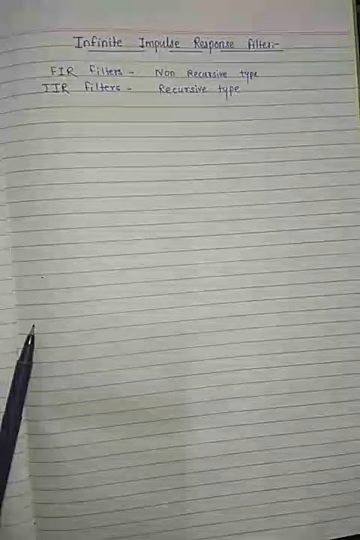 Infinite Impulse Response filter:-
FIR filters - Non Recursive type
IIR filters - Recursive type